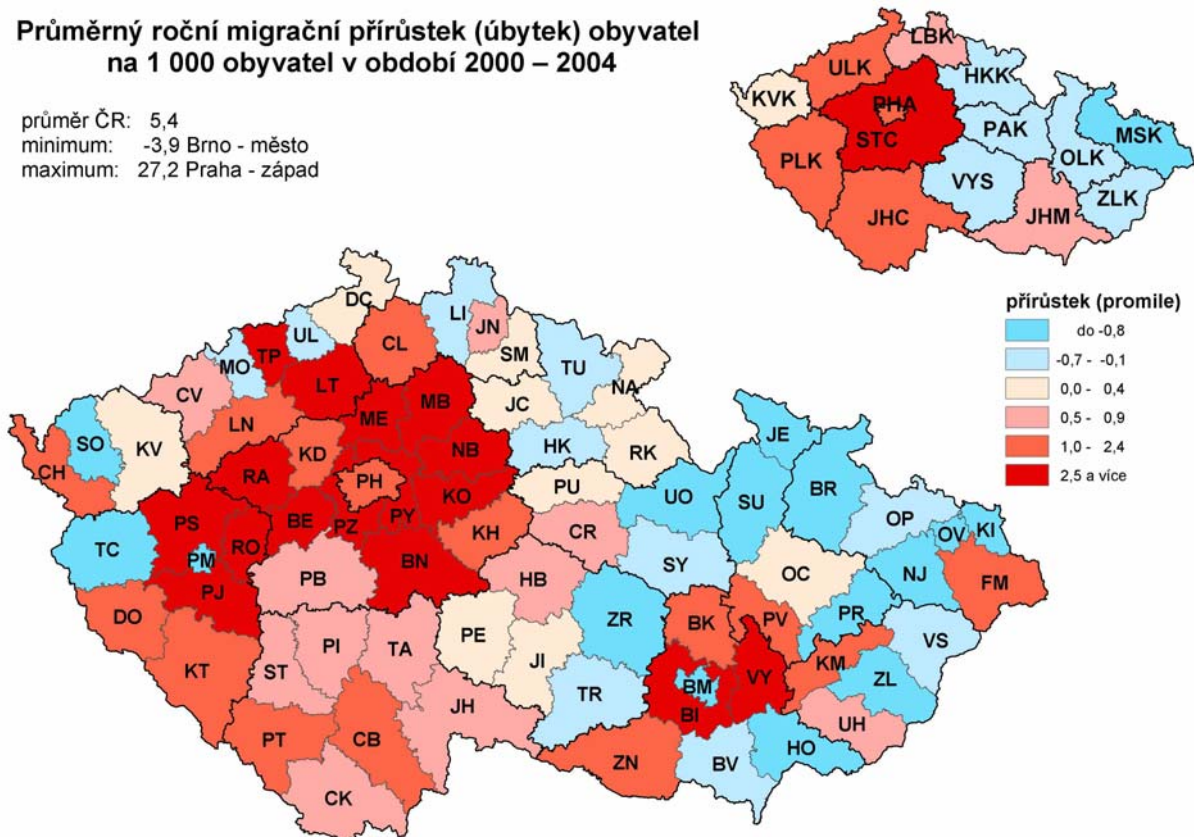 Průměrný roční migrační přírůstek (úbytek) obyvatel
na 1 000 obyvatel v období 2000 – 2004
průměr ČR: 5,4
minimum: -3,9 Brno - město
maximum: 27,2 Praha - západ
LBK
ULK
HKK
KVK
PHA
PAK
MSK
STC
OLK
PLK
VYS
ZLK
JHM
JHC
přírůstek (promile)
do -0,8
-0,7 - -0,1
0,0 - 0,4
0,5 - 0,9
1,0 - 2,4
2,5 a více
DC
LI
JN
UL
CL
SM
TP
MO
TU
LT
NA
CV
MB
ME
JC
LN
SO
KV
HK
NB
KD
RK
JE
CH
RA
PH
PU
KO
UO
SU
BR
PS
BE
PZ
PY
OP
CR
KH
OV
KI
TC
RO
PM
BN
SY
OC
NJ
FM
PB
HB
PJ
PR
DO
PE
ZR
BK
PV
VS
PI
TA
KT
ST
JI
KM
VY
ZL
BM
TR
JH
BI
UH
PT
CB
HO
ZN
BV
CK